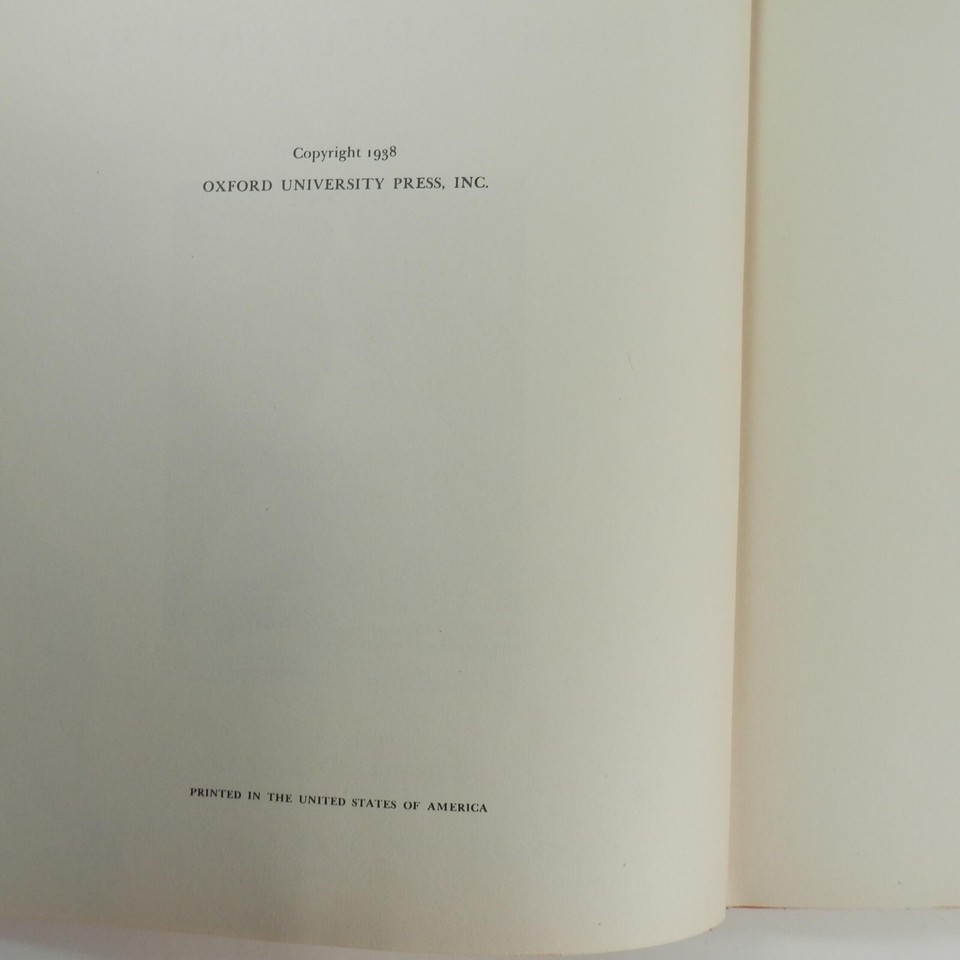 Copyright 1938
OXFORD UNIVERSITY PRESS, INC.
PRINTED IN THE UNITED STATES OF AMERICA